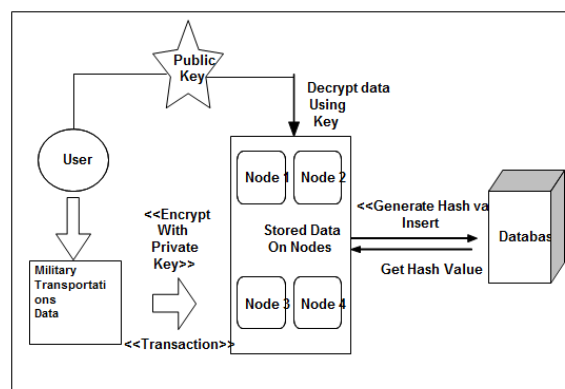 Public
Key
Decrypt data
Using
Key
User
Node 1
Node 2
<<Encrypt
With
Private
Key>>
Stored Data
On Nodes
<<Generate Hash va
Insert
Databas
Get Hash Value
Military
Transportati
ons
Data
Node 3
Node 4
<<Transaction>>